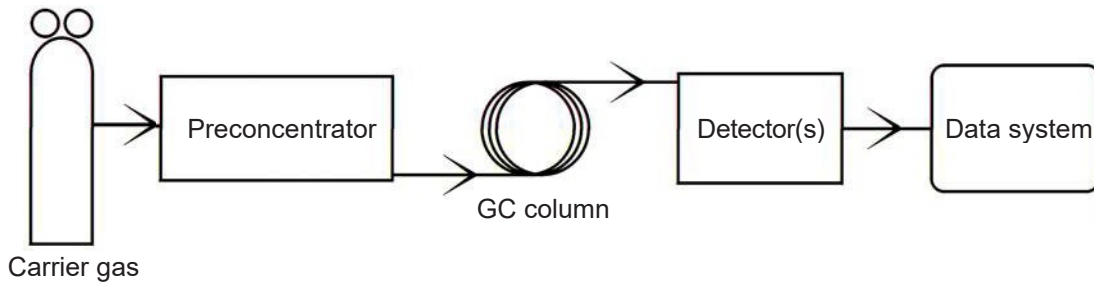 Preconcentrator
Detector(s)
Data system
GC column
Carrier gas